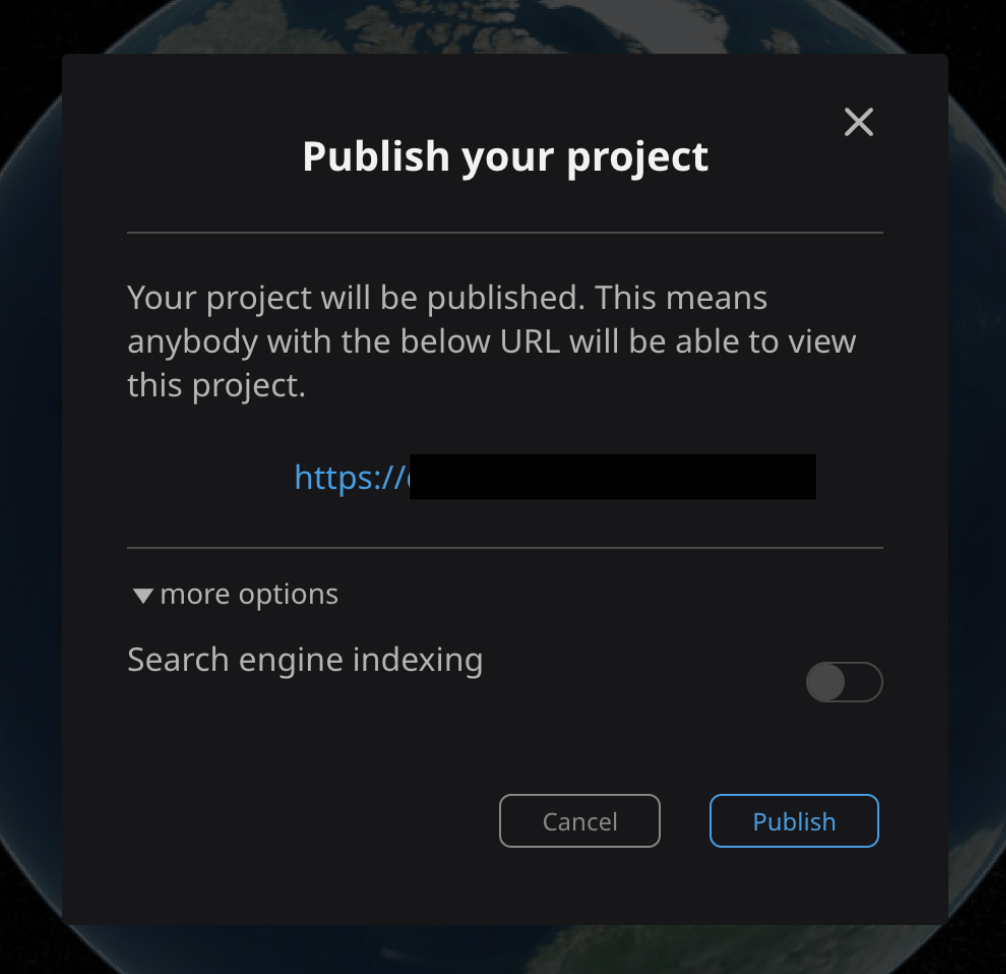 Publish your project
Your project will be published. This means
anybody with the below URL will be able to view
this project.
https://
more options
Search engine indexing
Cancel
Publish